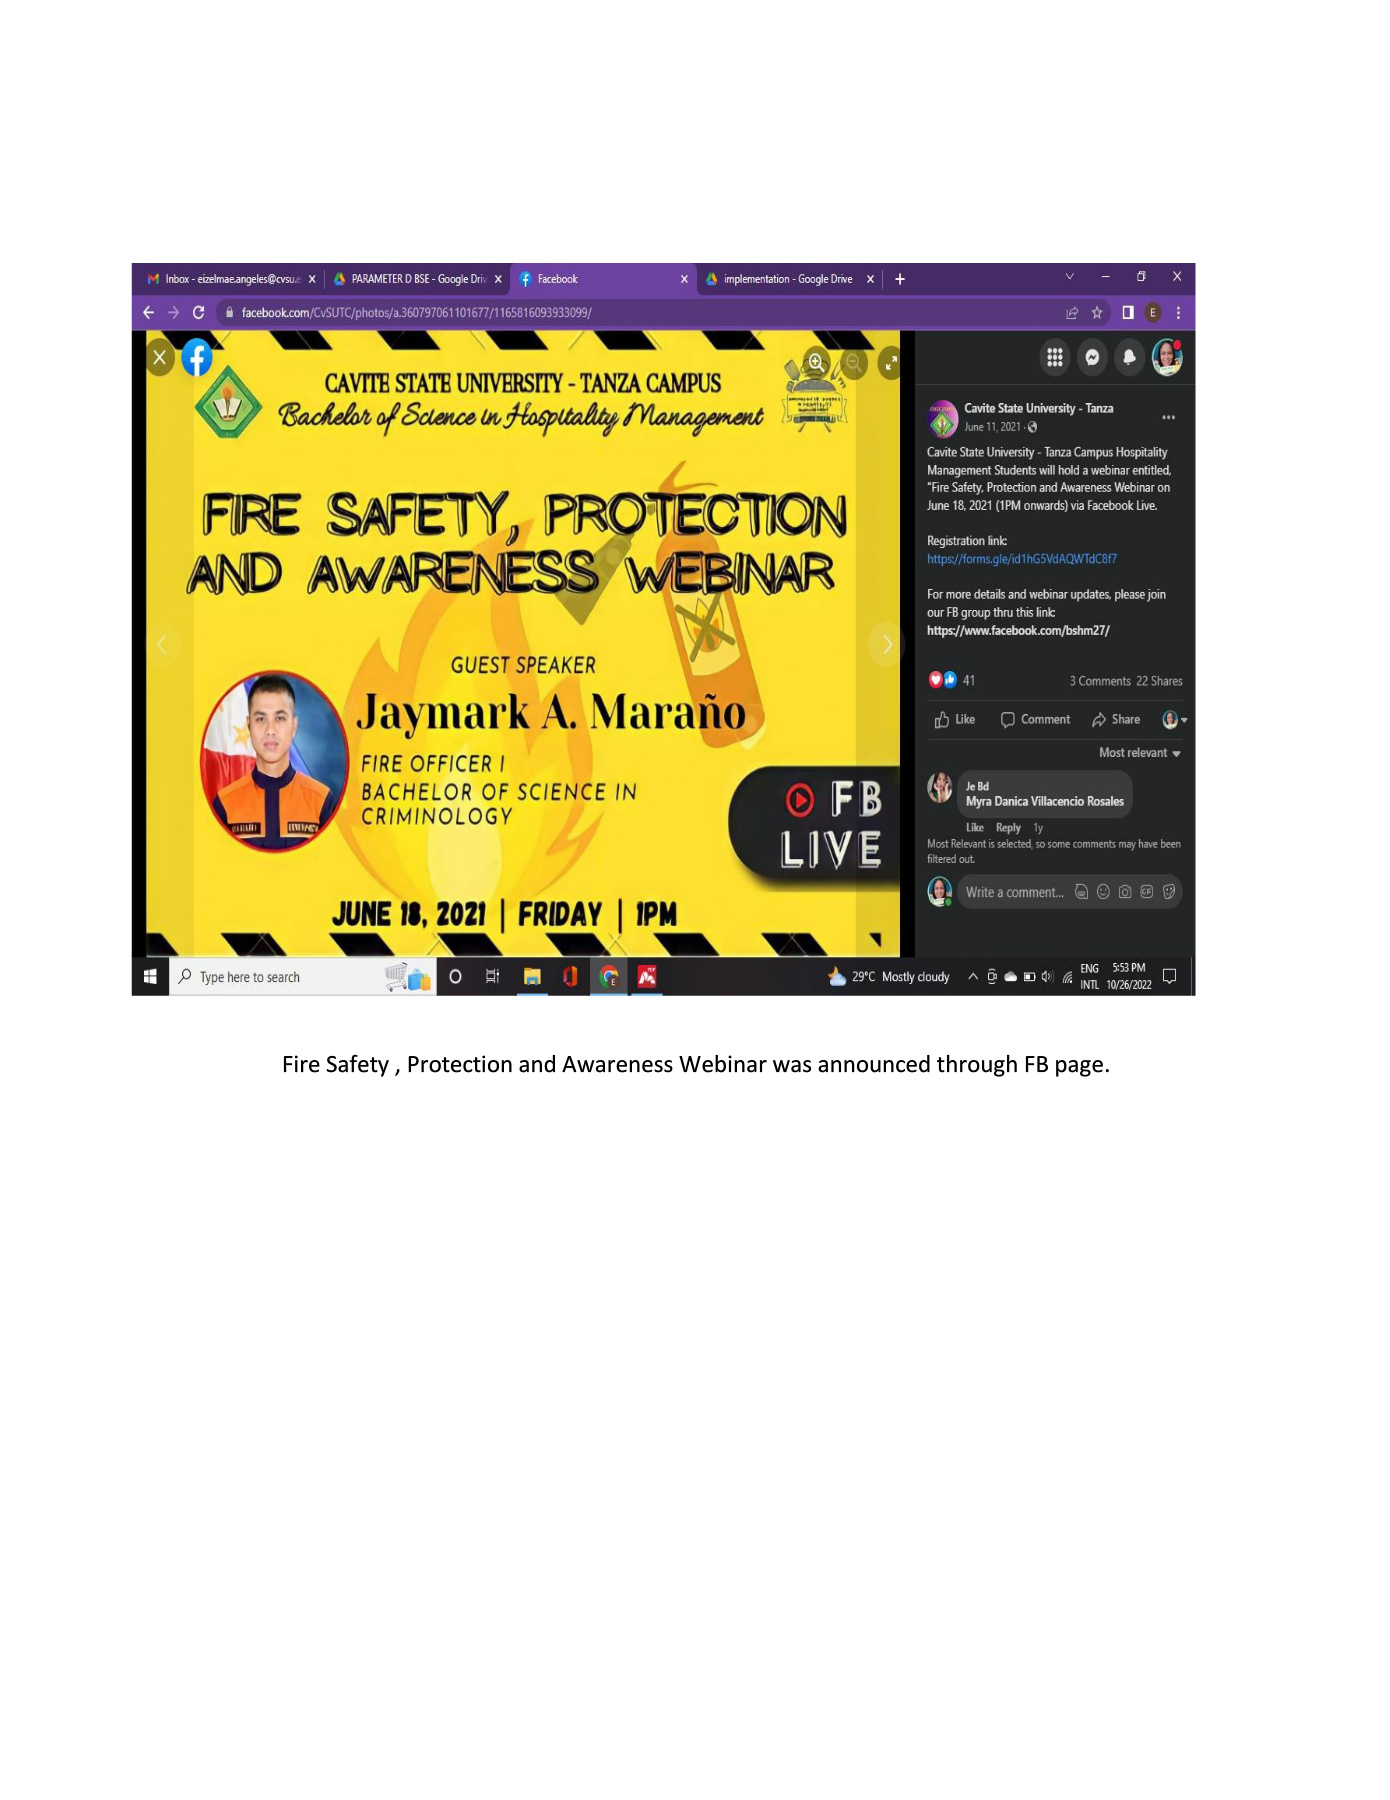 Inbox - eizelmae.angeles@cvsu.e
PARAMETER D BSE - Google Driv
Facebook
implementation - Google Drive
facebook.com/CvSUTC/photos/a.360797061101677/1165816093933099/
CAVITE STATE UNIVERSITY - TANZA CAMPUS
Bachelor of Science in Hospitality Management
FIRE SAFETY, PROTECTION
AND AWARENESS WEBINAR
GUEST SPEAKER
Jaymark A. Maraño
FIRE OFFICER I
BACHELOR OF SCIENCE IN
CRIMINOLOGY
FB
LIVE
JUNE 18, 2021 | FRIDAY | 1PM
Cavite State University - Tanza
June 11, 2021 ·
Cavite State University - Tanza Campus Hospitality
Management Students will hold a webinar entitled,
"Fire Safety, Protection and Awareness Webinar on
June 18, 2021 (1PM onwards) via Facebook Live.
Registration link:
https://forms.gle/id1hG5VdAQWTdC8f7
For more details and webinar updates, please join
our FB group thru this link:
https://www.facebook.com/bshm27/
41
3 Comments 22 Shares
Like Comment Share
Most relevant
Je Bd
Myra Danica Villacencio Rosales
Like Reply 1y
Most Relevant is selected, so some comments may have been
filtered out.
Write a comment...
GIF
Type here to search
29°C Mostly cloudy
ENG
INTL
5:53 PM
10/26/2022
Fire Safety , Protection and Awareness Webinar was announced through FB page.